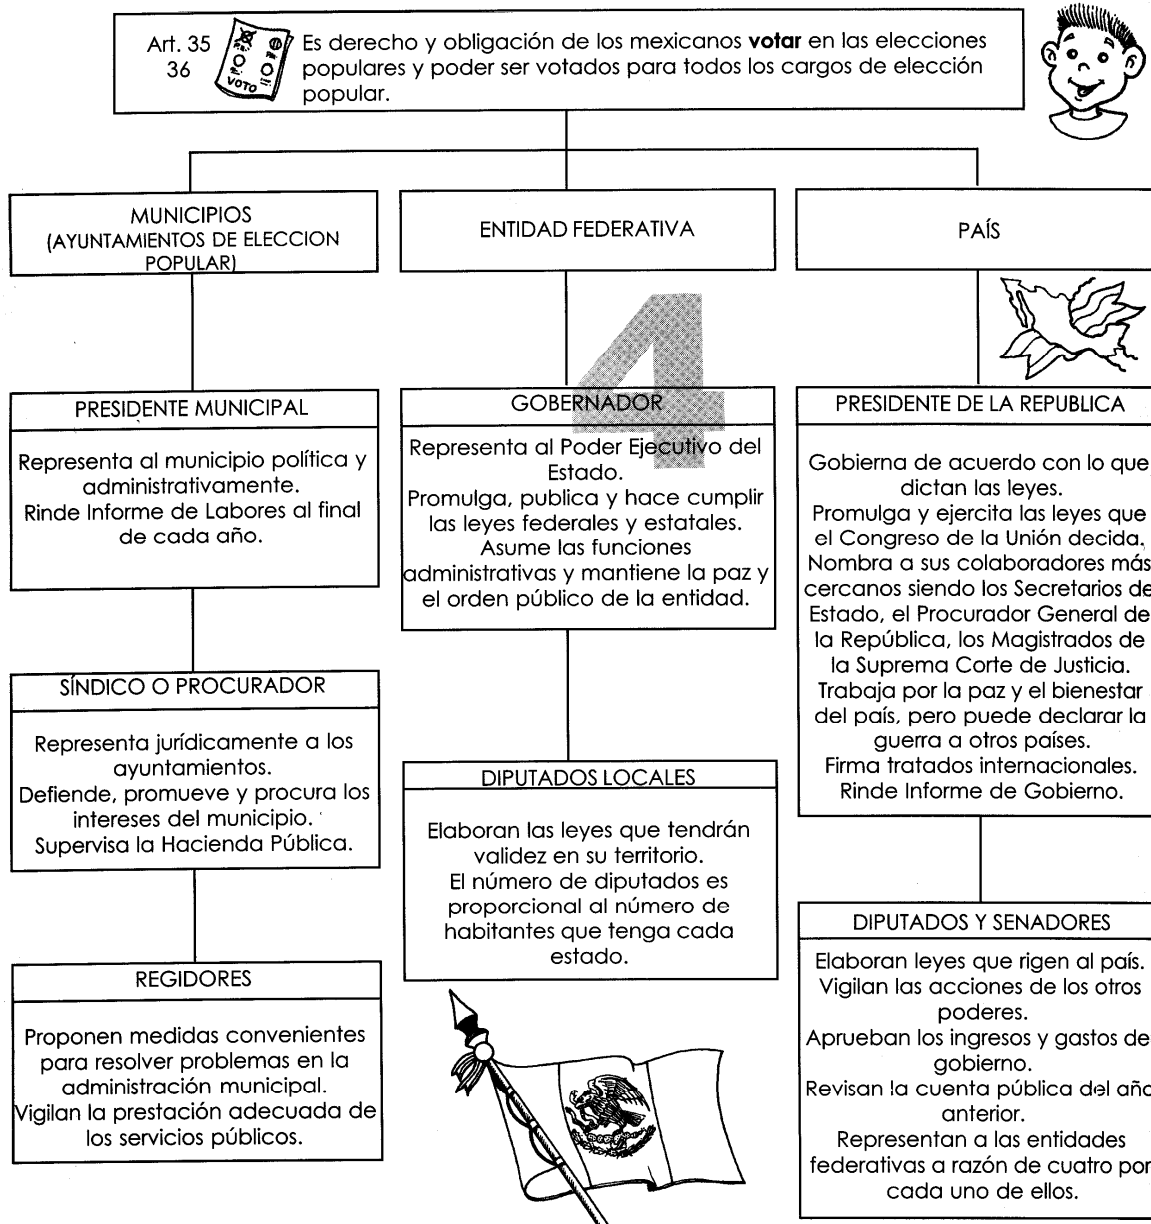 Art. 35
36
VOTO
Es derecho y obligación de los mexicanos votar en las elecciones
populares y poder ser votados para todos los cargos de elección
popular.
MUNICIPIOS
(AYUNTAMIENTOS DE ELECCION
POPULAR)
PRESIDENTE MUNICIPAL
Representa al municipio política y
administrativamente.
Rinde Informe de Labores al final
de cada año.
SÍNDICO O PROCURADOR
Representa jurídicamente a los
ayuntamientos.
Defiende, promueve y procura los
intereses del municipio.
Supervisa la Hacienda Pública.
REGIDORES
Proponen medidas convenientes
para resolver problemas en la
administración municipal.
Vigilan la prestación adecuada de
los servicios públicos.
ENTIDAD FEDERATIVA
4
GOBERNADOR
Representa al Poder Ejecutivo del
Estado.
Promulga, publica y hace cumplir
las leyes federales y estatales.
Asume las funciones
administrativas y mantiene la paz y
el orden público de la entidad.
DIPUTADOS LOCALES
Elaboran las leyes que tendrán
validez en su territorio.
El número de diputados es
proporcional al número de
habitantes que tenga cada
estado.
PAÍS
PRESIDENTE DE LA REPUBLICA
Gobierna de acuerdo con lo que
dictan las leyes.
Promulga y ejercita las leyes que
el Congreso de la Unión decida.
Nombra a sus colaboradores más
cercanos siendo los Secretarios de
Estado, el Procurador General de
la República, los Magistrados de
la Suprema Corte de Justicia.
Trabaja por la paz y el bienestar
del país, pero puede declarar la
guerra a otros países.
Firma tratados internacionales.
Rinde Informe de Gobierno.
DIPUTADOS Y SENADORES
Elaboran leyes que rigen al país.
Vigilan las acciones de los otros
poderes.
Aprueban los ingresos y gastos de
gobierno.
Revisan la cuenta pública del año
anterior.
Representan a las entidades
federativas a razón de cuatro por
cada uno de ellos.